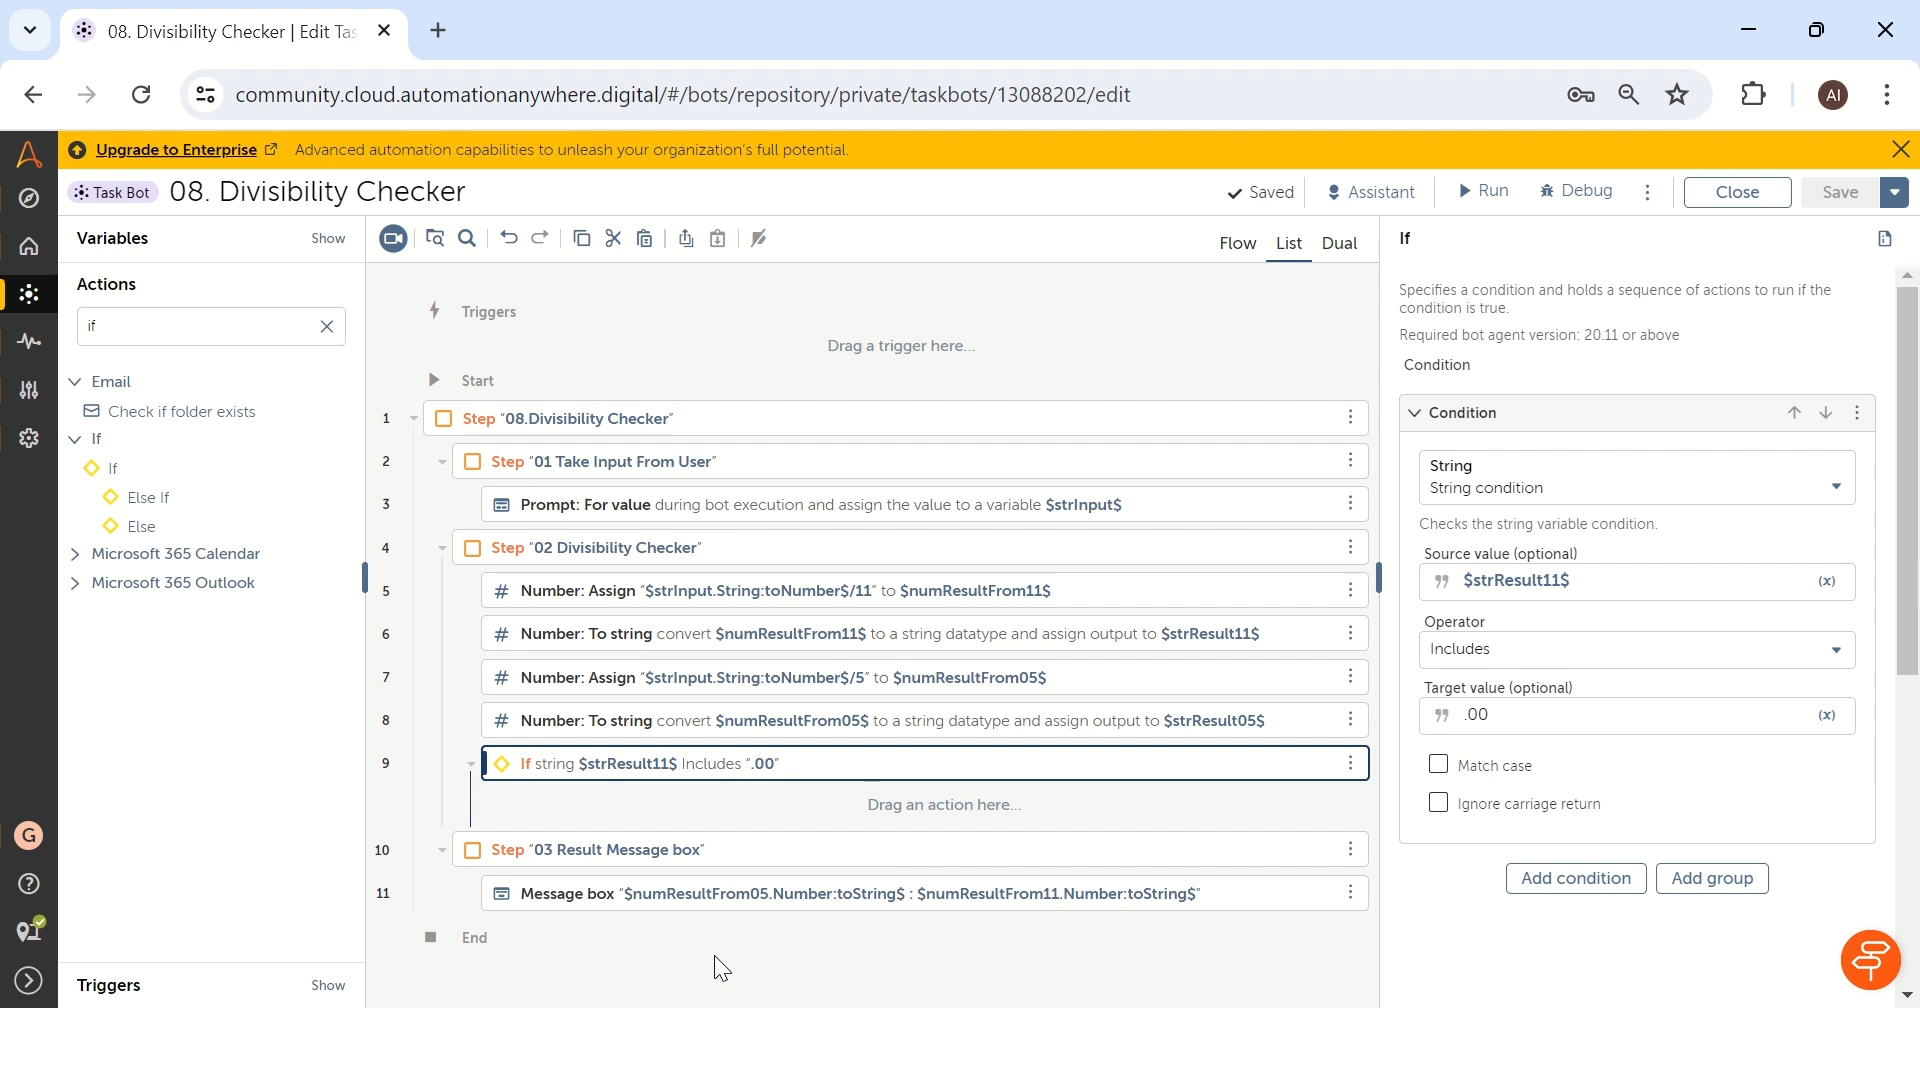 08. Divisibility Checker | Edit Tas
community.cloud.automationanywhere.digital/#/bots/repository/private/taskbots/13088202/edit
AI
Upgrade to Enterprise Advanced automation capabilities to unleash your organization's full potential.
Task Bot 08. Divisibility Checker
Saved Assistant Run Debug Close Save
Variables Show
Flow List Dual
If
Actions
if
Email
Check if folder exists
If
If
Else If
Else
Microsoft 365 Calendar
Microsoft 365 Outlook
Triggers Show
G
Triggers
Drag a trigger here...
Start
1 Step "08.Divisibility Checker"
2 Step "01 Take Input From User"
3 Prompt: For value during bot execution and assign the value to a variable $strInput$
4 Step "02 Divisibility Checker"
5 # Number: Assign "$strInput.String:toNumber$/11" to $numResultFrom11$
6 # Number: To string convert $numResultFrom11$ to a string datatype and assign output to $strResult11$
7 # Number: Assign "$strInput.String:toNumber$/5" to $numResultFrom05$
8 # Number: To string convert $numResultFrom05$ to a string datatype and assign output to $strResult05$
9 If string $strResult11$ Includes ".00"
Drag an action here...
10 Step "03 Result Message box"
11 Message box "$numResultFrom05.Number:toString$ : $numResultFrom11.Number:toString$"
End
Specifies a condition and holds a sequence of actions to run if the
condition is true.
Required bot agent version: 20.11 or above
Condition
Condition
String
String condition
Checks the string variable condition.
Source value (optional)
$strResult11$ (x)
Operator
Includes
Target value (optional)
.00 (x)
Match case
Ignore carriage return
Add condition Add group